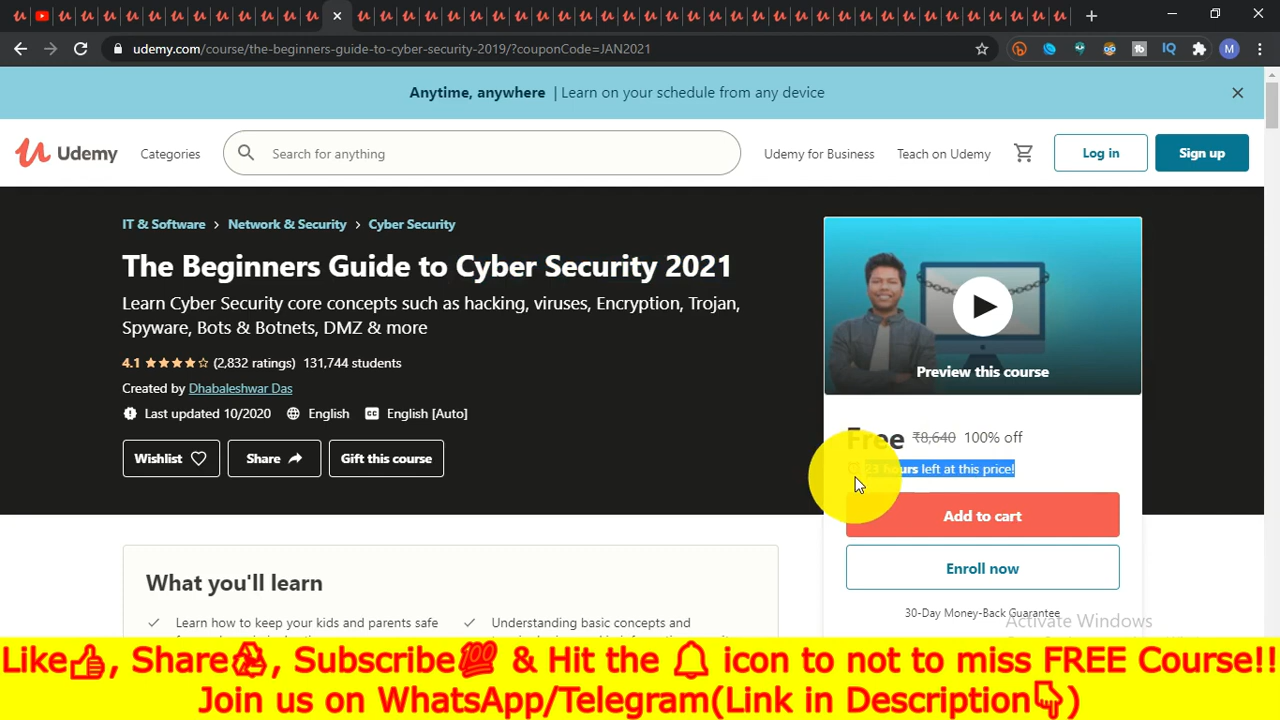 udemy.com/course/the-beginners-guide-to-cyber-security-2019/?couponCode=JAN2021
IQ
M
Anytime, anywhere | Learn on your schedule from any device
Udemy
Categories
Search for anything
Udemy for Business
Teach on Udemy
Log in
Sign up
IT & Software > Network & Security > Cyber Security
The Beginners Guide to Cyber Security 2021
Learn Cyber Security core concepts such as hacking, viruses, Encryption, Trojan,
Spyware, Bots & Botnets, DMZ & more
4.1 (2,832 ratings) 131,744 students
Created by Dhabaleshwar Das
Last updated 10/2020 English CC English [Auto]
Wishlist
Share
Gift this course
Preview this course
Free ₹8,640 100% off
23 hours left at this price!
Add to cart
Enroll now
30-Day Money-Back Guarantee
What you'll learn
Learn how to keep your kids and parents safe
Understanding basic concepts and
Activate Windows
Like👍, Share, Subscribe💯 & Hit the 🔔 icon to not to miss FREE Course!!
Join us on WhatsApp/Telegram(Link in Description👇)